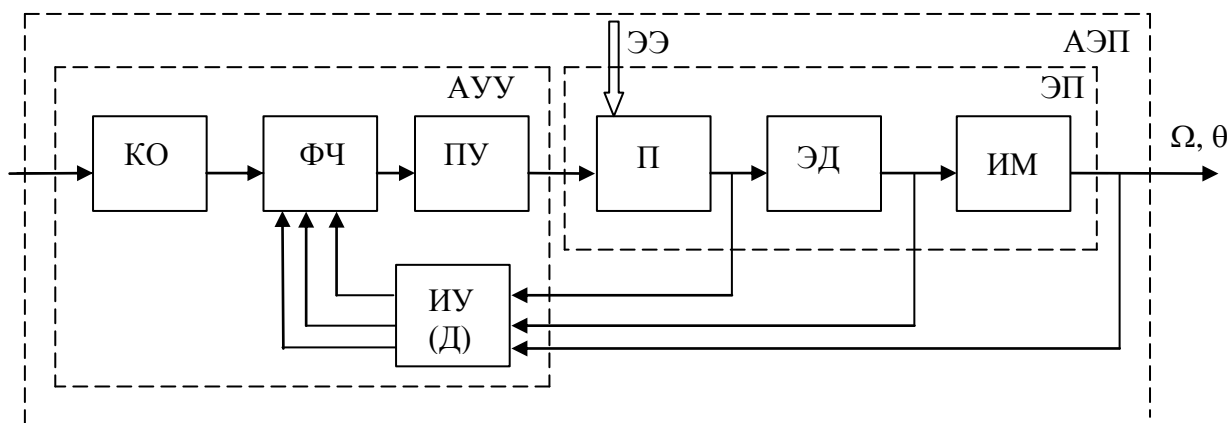 ЭЭ
АЭП
АУУ
ЭП
КО
ФЧ
ПУ
П
ЭД
ИМ
Ω, θ
ИУ
(Д)